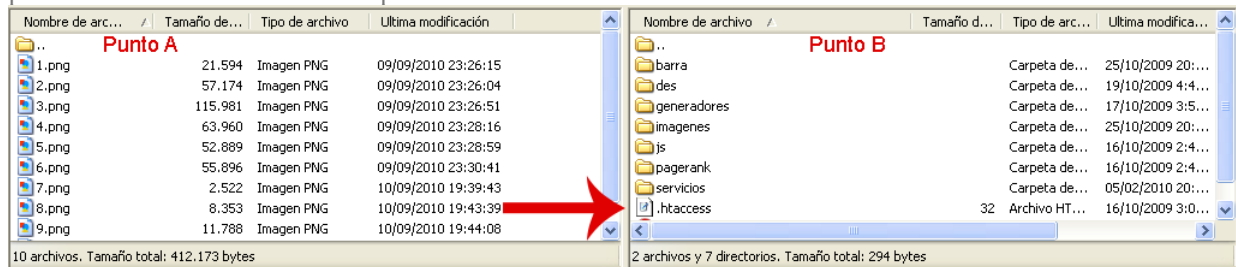 Nombre de arc... Tamaño de... Tipo de archivo Ultima modificación
..
Punto A
1.png 21.594 Imagen PNG 09/09/2010 23:26:15
2.png 57.174 Imagen PNG 09/09/2010 23:26:04
3.png 115.981 Imagen PNG 09/09/2010 23:26:51
4.png 63.960 Imagen PNG 09/09/2010 23:28:16
5.png 52.889 Imagen PNG 09/09/2010 23:28:59
6.png 55.896 Imagen PNG 09/09/2010 23:30:41
7.png 2.522 Imagen PNG 10/09/2010 19:39:43
8.png 8.353 Imagen PNG 10/09/2010 19:43:39
9.png 11.788 Imagen PNG 10/09/2010 19:44:08
10 archivos. Tamaño total: 412.173 bytes
Nombre de archivo Tamaño d... Tipo de arc... Ultima modifica...
..
Punto B
barra Carpeta de... 25/10/2009 20:...
des Carpeta de... 19/10/2009 4:4...
generadores Carpeta de... 17/10/2009 3:5...
imagenes Carpeta de... 25/10/2009 20:...
js Carpeta de... 16/10/2009 2:4...
pagerank Carpeta de... 16/10/2009 2:4...
servicios Carpeta de... 05/02/2010 20:...
.htaccess 32 Archivo HT... 16/10/2009 3:0...
2 archivos y 7 directorios. Tamaño total: 294 bytes